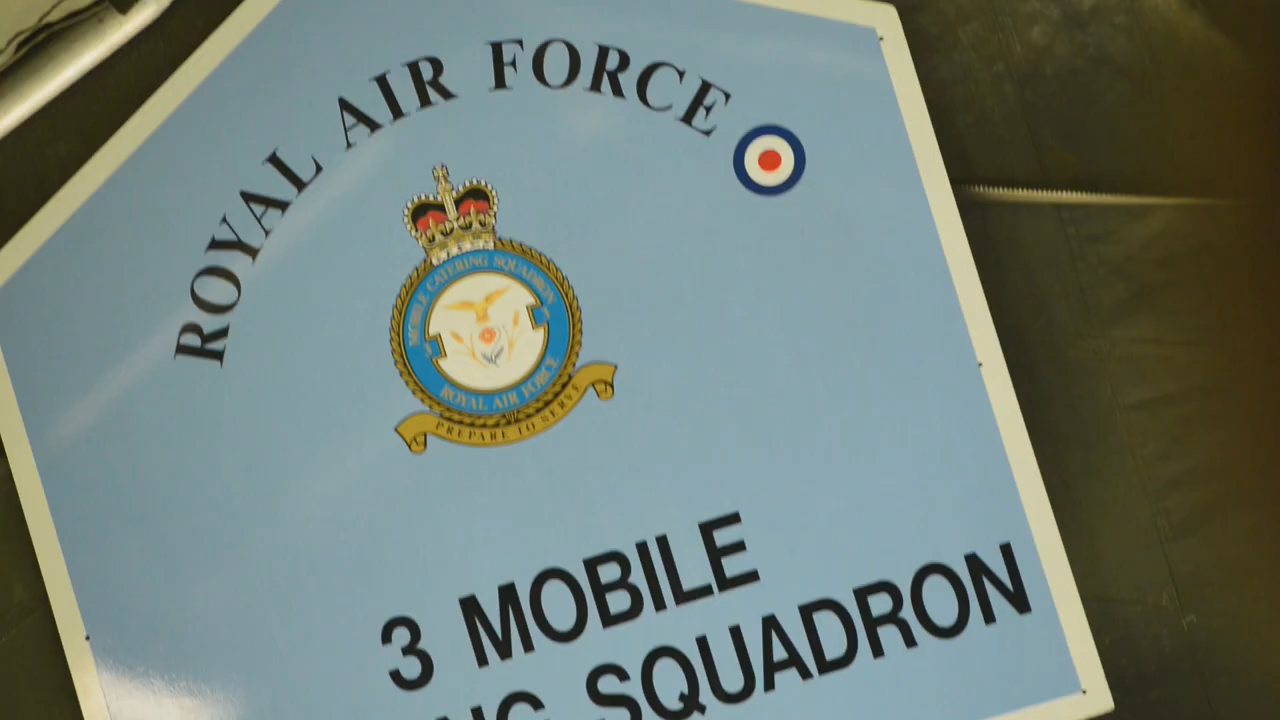 ROYAL AIR FORCE
MOBILE CATERING SQUADRON
ROYAL AIR FORCE
PREPARE TO SERVE
3 MOBILE
SQUADRON